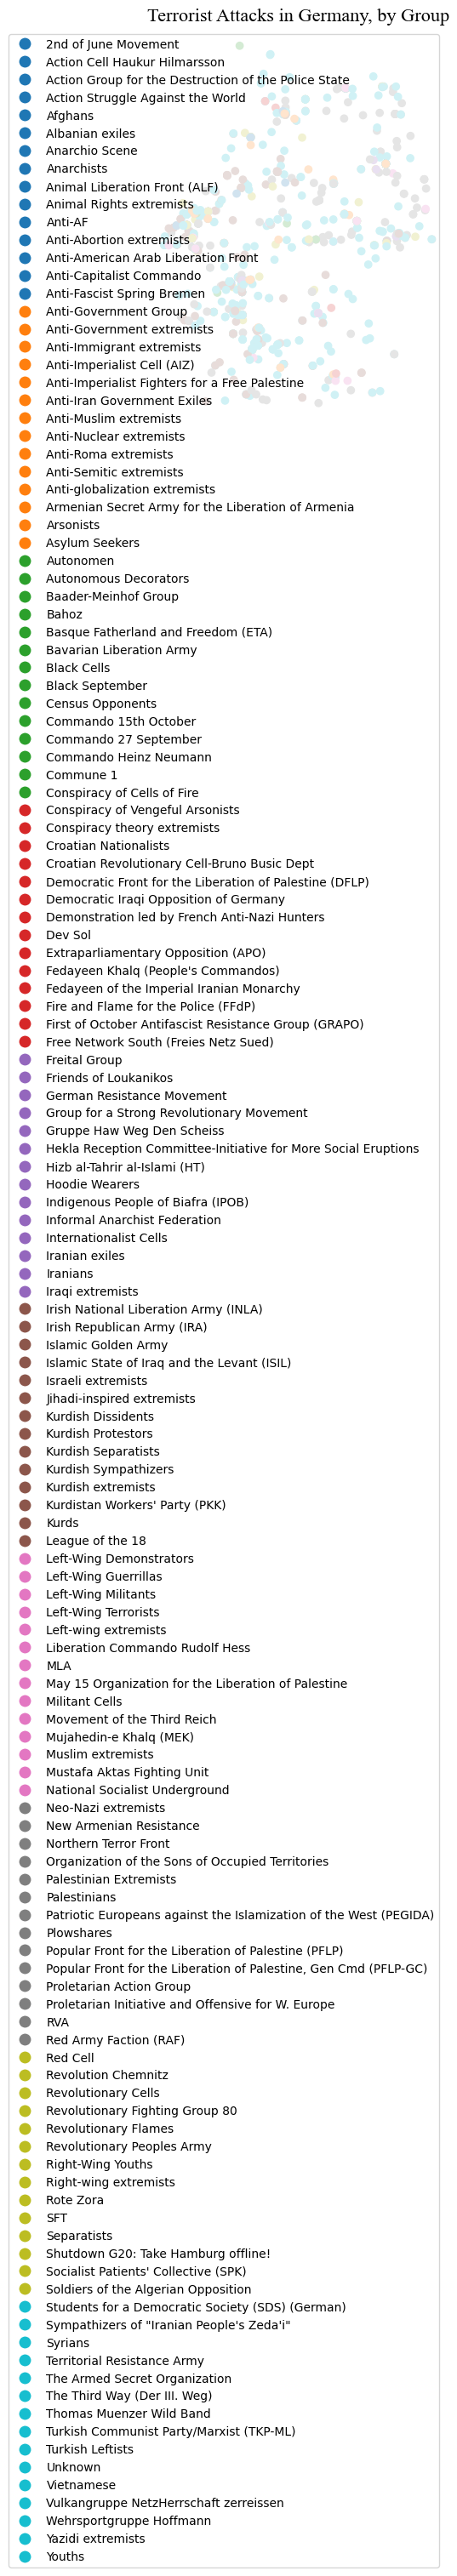 Terrorist Attacks in Germany, by Group
2nd of June Movement
Action Cell Haukur Hilmarsson
Action Group for the Destruction of the Police State
Action Struggle Against the World
Afghans
Albanian exiles
Anarchio Scene
Anarchists
Animal Liberation Front (ALF)
Animal Rights extremists
Anti-AF
Anti-Abortion extremists
Anti-American Arab Liberation Front
Anti-Capitalist Commando
Anti-Fascist Spring Bremen
Anti-Government Group
Anti-Government extremists
Anti-Immigrant extremists
Anti-Imperialist Cell (AIZ)
Anti-Imperialist Fighters for a Free Palestine
Anti-Iran Government Exiles
Anti-Muslim extremists
Anti-Nuclear extremists
Anti-Roma extremists
Anti-Semitic extremists
Anti-globalization extremists
Armenian Secret Army for the Liberation of Armenia
Arsonists
Asylum Seekers
Autonomen
Autonomous Decorators
Baader-Meinhof Group
Bahoz
Basque Fatherland and Freedom (ETA)
Bavarian Liberation Army
Black Cells
Black September
Census Opponents
Commando 15th October
Commando 27 September
Commando Heinz Neumann
Commune 1
Conspiracy of Cells of Fire
Conspiracy of Vengeful Arsonists
Conspiracy theory extremists
Croatian Nationalists
Croatian Revolutionary Cell-Bruno Busic Dept
Democratic Front for the Liberation of Palestine (DFLP)
Democratic Iraqi Opposition of Germany
Demonstration led by French Anti-Nazi Hunters
Dev Sol
Extraparliamentary Opposition (APO)
Fedayeen Khalq (People's Commandos)
Fedayeen of the Imperial Iranian Monarchy
Fire and Flame for the Police (FFdP)
First of October Antifascist Resistance Group (GRAPO)
Free Network South (Freies Netz Sued)
Freital Group
Friends of Loukanikos
German Resistance Movement
Group for a Strong Revolutionary Movement
Gruppe Haw Weg Den Scheiss
Hekla Reception Committee-Initiative for More Social Eruptions
Hizb al-Tahrir al-Islami (HT)
Hoodie Wearers
Indigenous People of Biafra (IPOB)
Informal Anarchist Federation
Internationalist Cells
Iranian exiles
Iranians
Iraqi extremists
Irish National Liberation Army (INLA)
Irish Republican Army (IRA)
Islamic Golden Army
Islamic State of Iraq and the Levant (ISIL)
Israeli extremists
Jihadi-inspired extremists
Kurdish Dissidents
Kurdish Protestors
Kurdish Separatists
Kurdish Sympathizers
Kurdish extremists
Kurdistan Workers' Party (PKK)
Kurds
League of the 18
Left-Wing Demonstrators
Left-Wing Guerrillas
Left-Wing Militants
Left-Wing Terrorists
Left-wing extremists
Liberation Commando Rudolf Hess
MLA
May 15 Organization for the Liberation of Palestine
Militant Cells
Movement of the Third Reich
Mujahedin-e Khalq (MEK)
Muslim extremists
Mustafa Aktas Fighting Unit
National Socialist Underground
Neo-Nazi extremists
New Armenian Resistance
Northern Terror Front
Organization of the Sons of Occupied Territories
Palestinian Extremists
Palestinians
Patriotic Europeans against the Islamization of the West (PEGIDA)
Plowshares
Popular Front for the Liberation of Palestine (PFLP)
Popular Front for the Liberation of Palestine, Gen Cmd (PFLP-GC)
Proletarian Action Group
Proletarian Initiative and Offensive for W. Europe
RVA
Red Army Faction (RAF)
Red Cell
Revolution Chemnitz
Revolutionary Cells
Revolutionary Fighting Group 80
Revolutionary Flames
Revolutionary Peoples Army
Right-Wing Youths
Right-wing extremists
Rote Zora
SFT
Separatists
Shutdown G20: Take Hamburg offline!
Socialist Patients' Collective (SPK)
Soldiers of the Algerian Opposition
Students for a Democratic Society (SDS) (German)
Sympathizers of "Iranian People's Zeda'i"
Syrians
Territorial Resistance Army
The Armed Secret Organization
The Third Way (Der III. Weg)
Thomas Muenzer Wild Band
Turkish Communist Party/Marxist (TKP-ML)
Turkish Leftists
Unknown
Vietnamese
Vulkangruppe NetzHerrschaft zerreissen
Wehrsportgruppe Hoffmann
Yazidi extremists
Youths